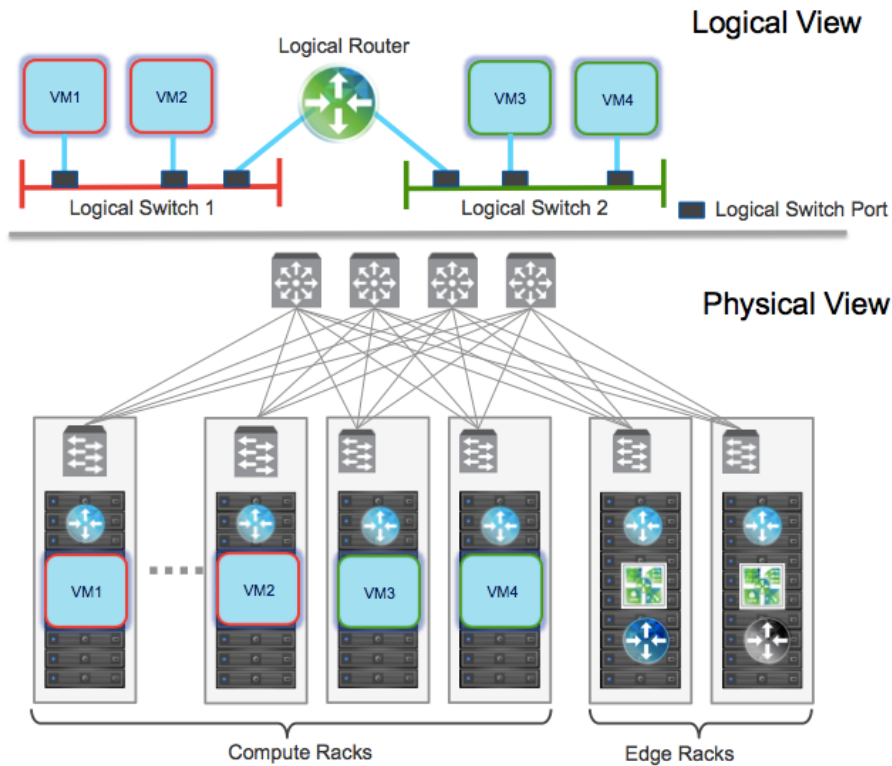 Logical View
Logical Router
VM1
VM2
VM3
VM4
Logical Switch 1
Logical Switch 2
Logical Switch Port
Physical View
VM1
VM2
VM3
VM4
Compute Racks
Edge Racks